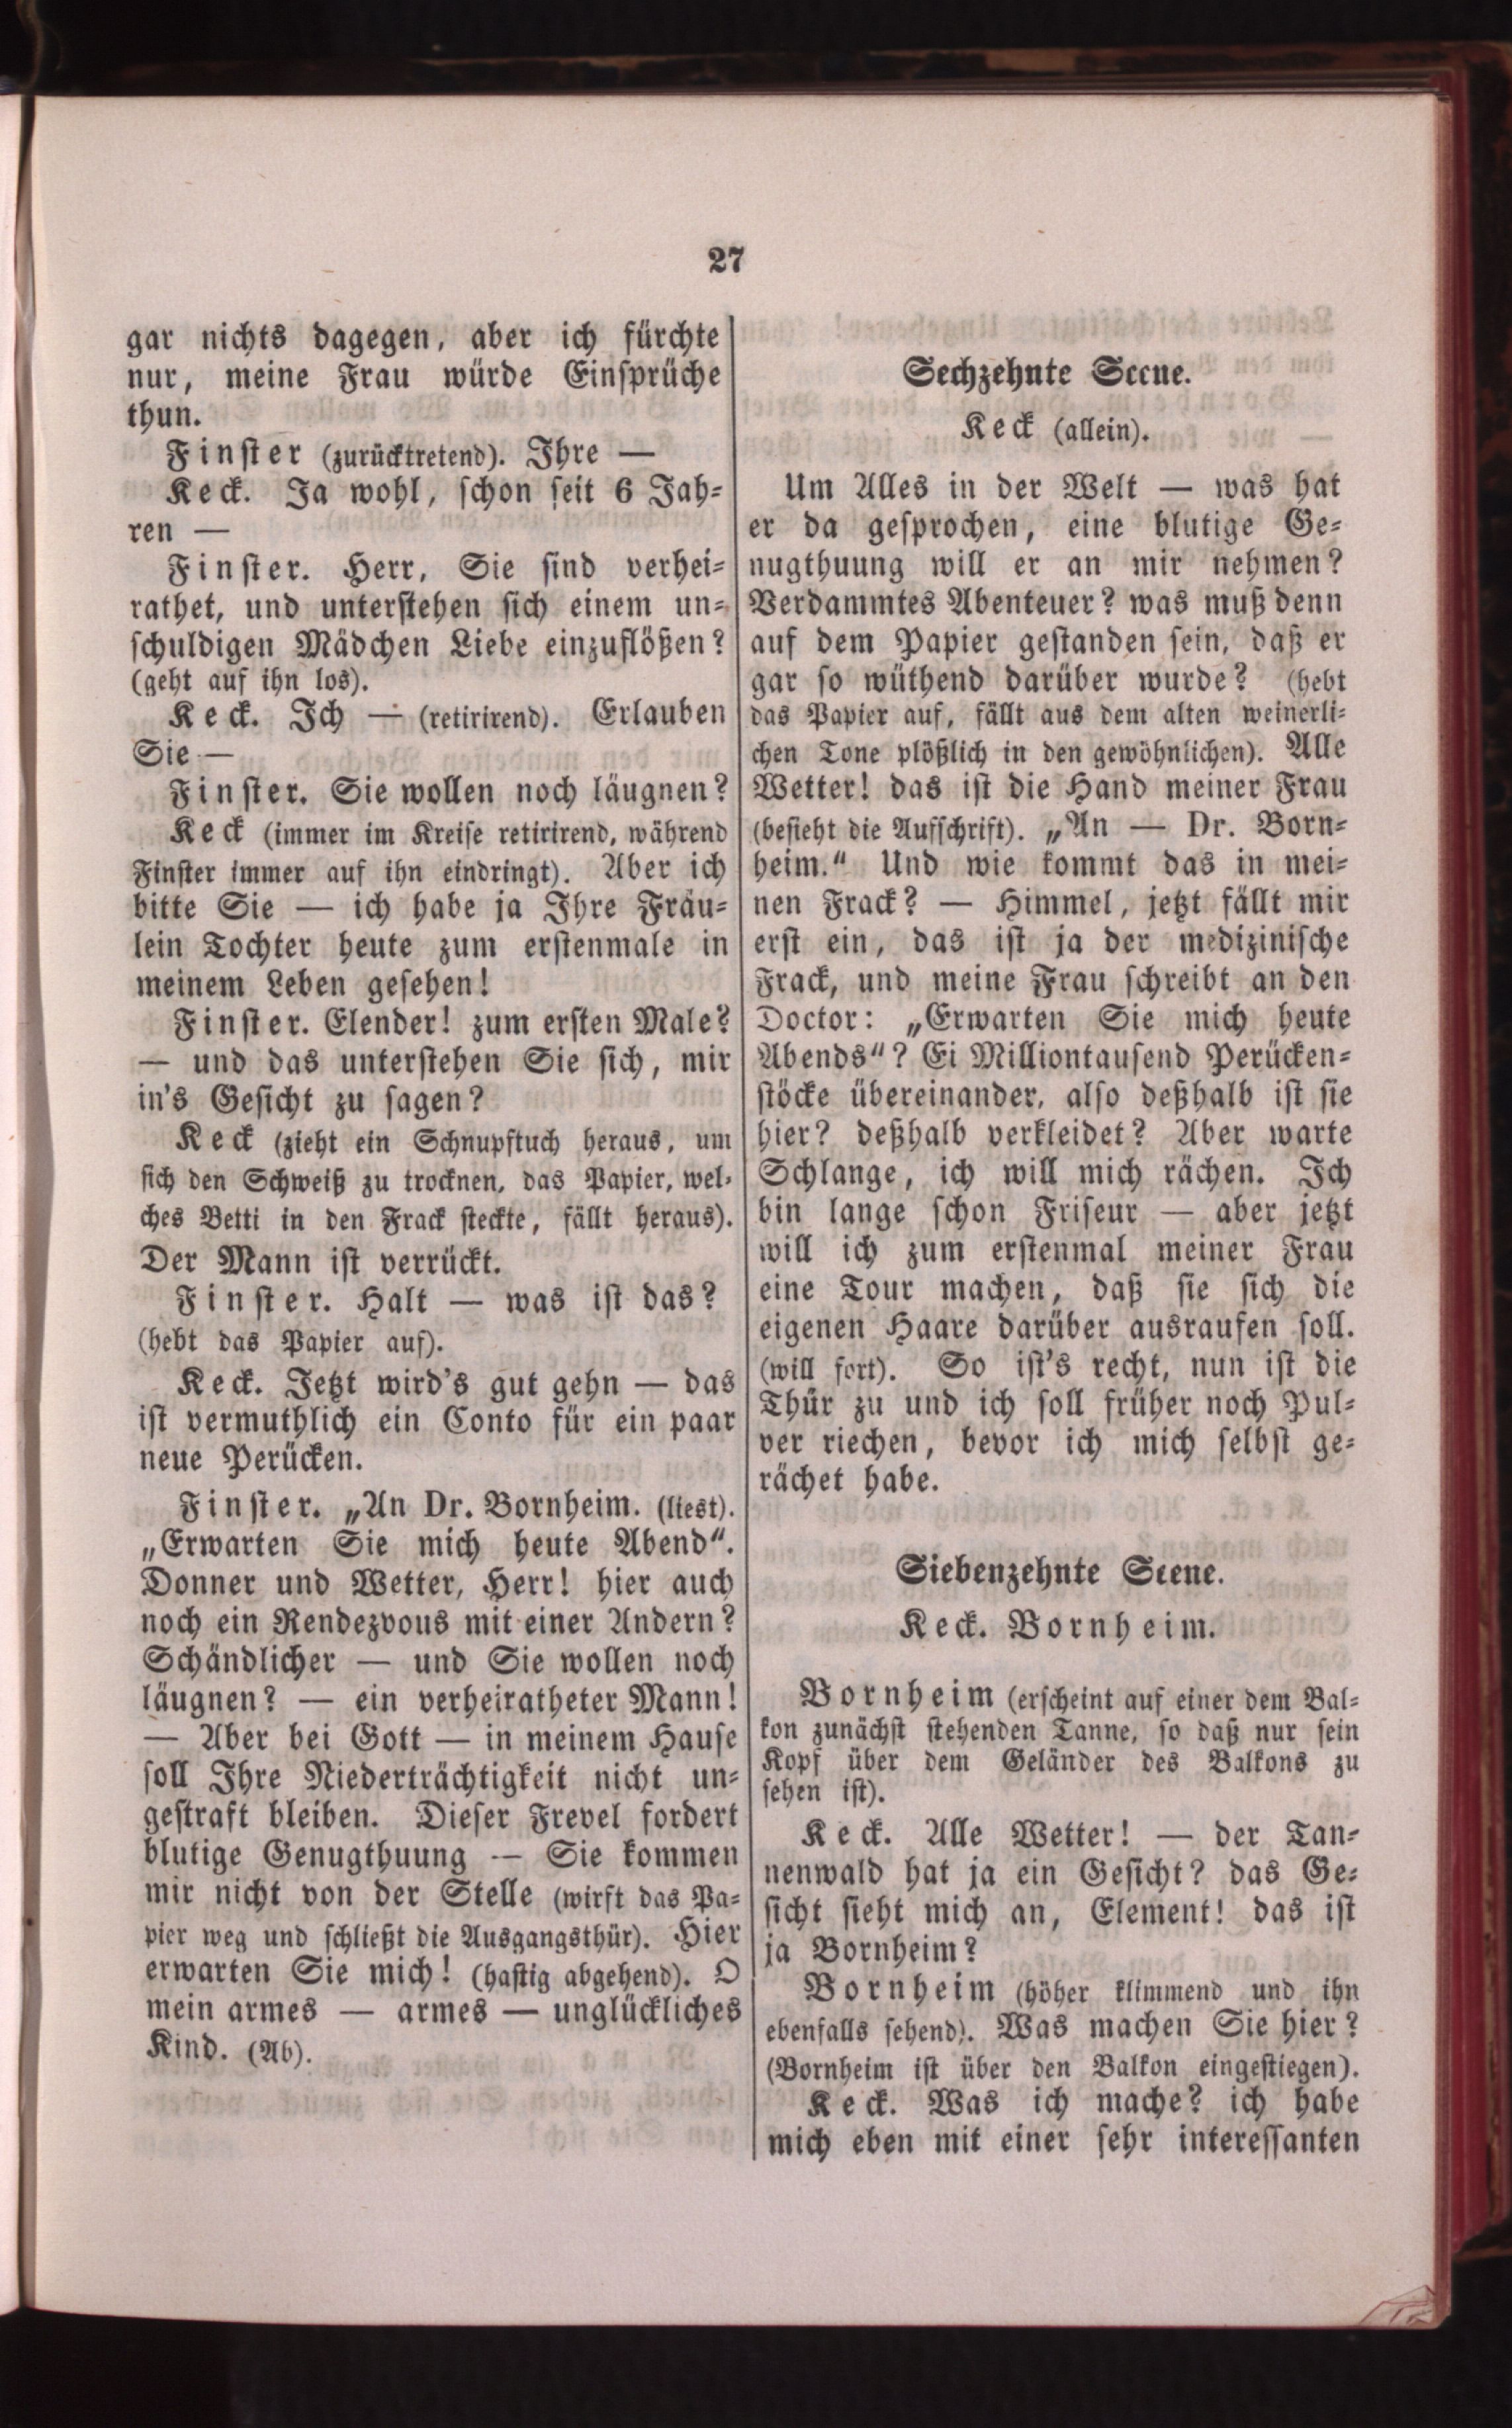 27
gar nichts dagegen, aber ich fürchte
nur, meine Frau würde Einsprüche
thun.
Finster (zurücktretend). Ihre —
Keck. Ja wohl, schon seit 6 Jah-
ren —
Finster. Herr, Sie sind verhei-
rathet, und unterstehen sich einem un-
schuldigen Mädchen Liebe einzuflößen?
(geht auf ihn los).
Keck. Ich — (retirirend). Erlauben
Sie —
Finster. Sie wollen noch läugnen?
Keck (immer im Kreise retirirend, während
Finster immer auf ihn eindringt). Aber ich
bitte Sie — ich habe ja Ihre Fräu-
lein Tochter heute zum erstenmale in
meinem Leben gesehen!
Finster. Elender! zum ersten Male?
— und das unterstehen Sie sich, mir
in's Gesicht zu sagen?
Keck (zieht ein Schnupftuch heraus, um
sich den Schweiß zu trocknen, das Papier, wel-
ches Betti in den Frack steckte, fällt heraus).
Der Mann ist verrückt.
Finster. Halt — was ist das?
(hebt das Papier auf).
Keck. Jetzt wird's gut gehn — das
ist vermuthlich ein Conto für ein paar
neue Perücken.
Finster. „An Dr. Bornheim. (liest).
„Erwarten Sie mich heute Abend“.
Donner und Wetter, Herr! hier auch
noch ein Rendezvous mit einer Andern?
Schändlicher — und Sie wollen noch
läugnen? — ein verheiratheter Mann!
— Aber bei Gott — in meinem Hause
soll Ihre Niederträchtigkeit nicht un-
gestraft bleiben. Dieser Frevel fordert
blutige Genugthuung — Sie kommen
mir nicht von der Stelle (wirft das Pa-
pier weg und schließt die Ausgangsthür). Hier
erwarten Sie mich! (hastig abgehend). O
mein armes — armes — unglückliches
Kind. (Ab).
Sechzehnte Scene.
Keck (allein).
Um Alles in der Welt — was hat
er da gesprochen, eine blutige Ge-
nugthuung will er an mir nehmen?
Verdammtes Abenteuer? was muß denn
auf dem Papier gestanden sein, daß er
gar so wüthend darüber wurde? (hebt
das Papier auf, fällt aus dem alten weinerli-
chen Tone plößlich in den gewöhnlichen). Alle
Wetter! das ist die Hand meiner Frau
(besieht die Aufschrift). „An — Dr. Born-
heim.“ Und wie kommt das in mei-
nen Frack? — Himmel, jetzt fällt mir
erst ein, das ist ja der medizinische
Frack, und meine Frau schreibt an den
Doctor: „Erwarten Sie mich heute
Abends“? Ei Milliontausend Perücken-
stöcke übereinander, also deßhalb ist sie
hier? deßhalb verkleidet? Aber warte
Schlange, ich will mich rächen. Ich
bin lange schon Friseur — aber jetzt
will ich zum erstenmal meiner Frau
eine Tour machen, daß sie sich die
eigenen Haare darüber ausraufen soll.
(will fort). So ist's recht, nun ist die
Thür zu und ich soll früher noch Pul-
ver riechen, bevor ich mich selbst ge-
rächet habe.
Siebenzehnte Scene.
Keck. Bornheim.
Bornheim (erscheint auf einer dem Bal-
kon zunächst stehenden Tanne, so daß nur sein
Kopf über dem Geländer des Balkons zu
sehen ist).
Keck. Alle Wetter! — der Tan-
nenwald hat ja ein Gesicht? das Ge-
sicht sieht mich an, Element! das ist
ja Bornheim?
Bornheim (höher klimmend und ihn
ebenfalls sehend). Was machen Sie hier?
(Bornheim ist über den Balkon eingestiegen).
Keck. Was ich mache? ich habe
mich eben mit einer sehr interessanten